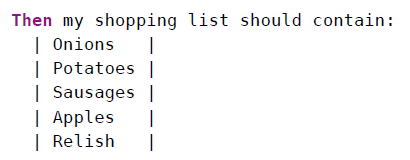 Then my shopping list should contain:
| Onions |
| Potatoes |
| Sausages |
| Apples |
| Relish |